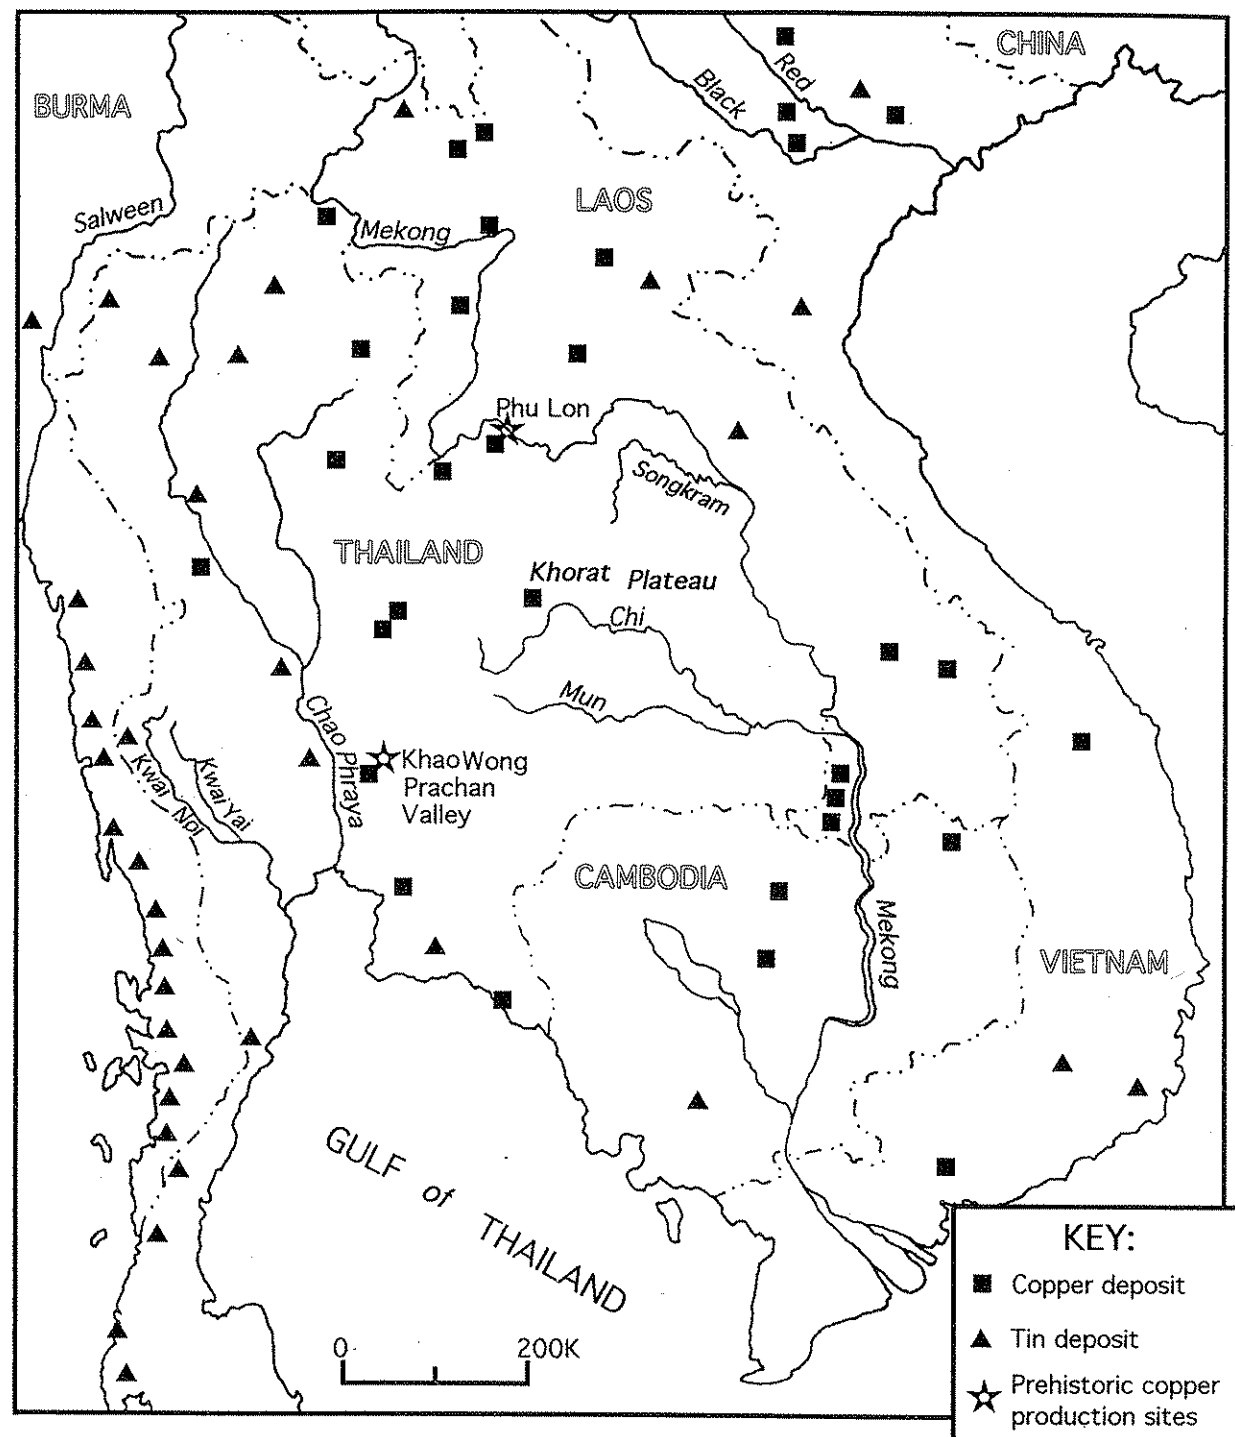 CHINA
Red
Black
BURMA
LAOS
Salween
Mekong
Phu Lon
Songkram
THAILAND
Khorat Plateau
Chi
Mun
Chao Phraya
Khao Wong
Prachan
Valley
Kwai Noi
Kwai Yai
CAMBODIA
Mekong
VIETNAM
GULF of THAILAND
0 200K
KEY:
Copper deposit
Tin deposit
Prehistoric copper
production sites